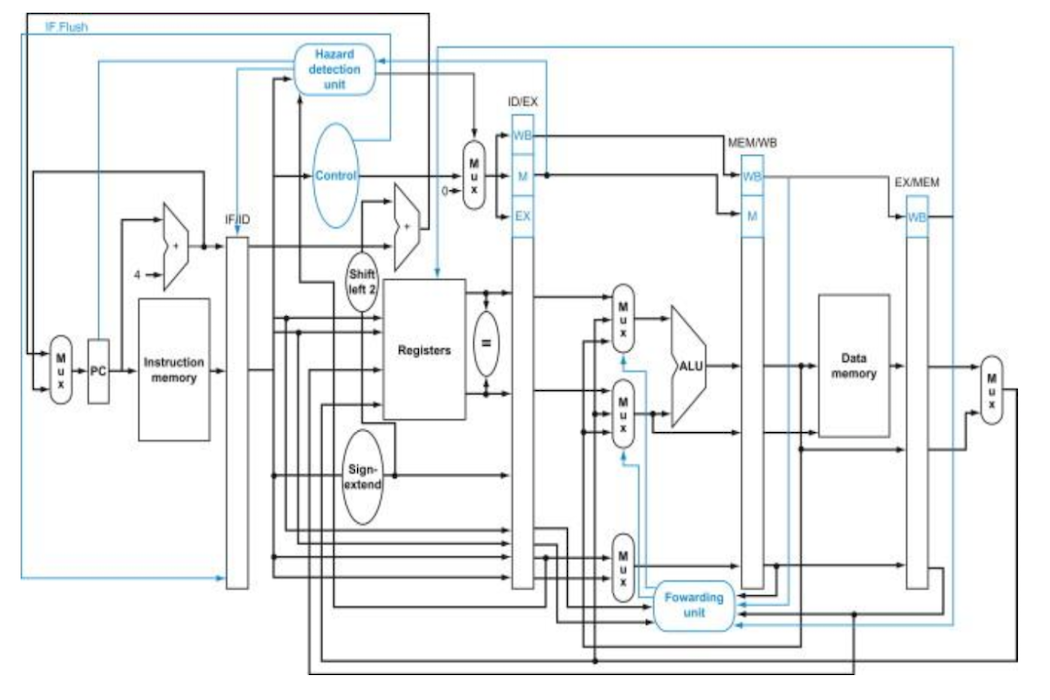 IF.Flush
Hazard
detection
unit
ID/EX
WB
MEM/WB
Control
M
u
x
0
M
WB
EX/MEM
EX
M
WB
IF/ID
+
+
4
Shift
left 2
M
u
x
PC
Instruction
memory
Registers
=
M
u
x
ALU
Data
memory
M
u
x
M
u
x
Sign-
extend
M
u
x
Fowarding
unit